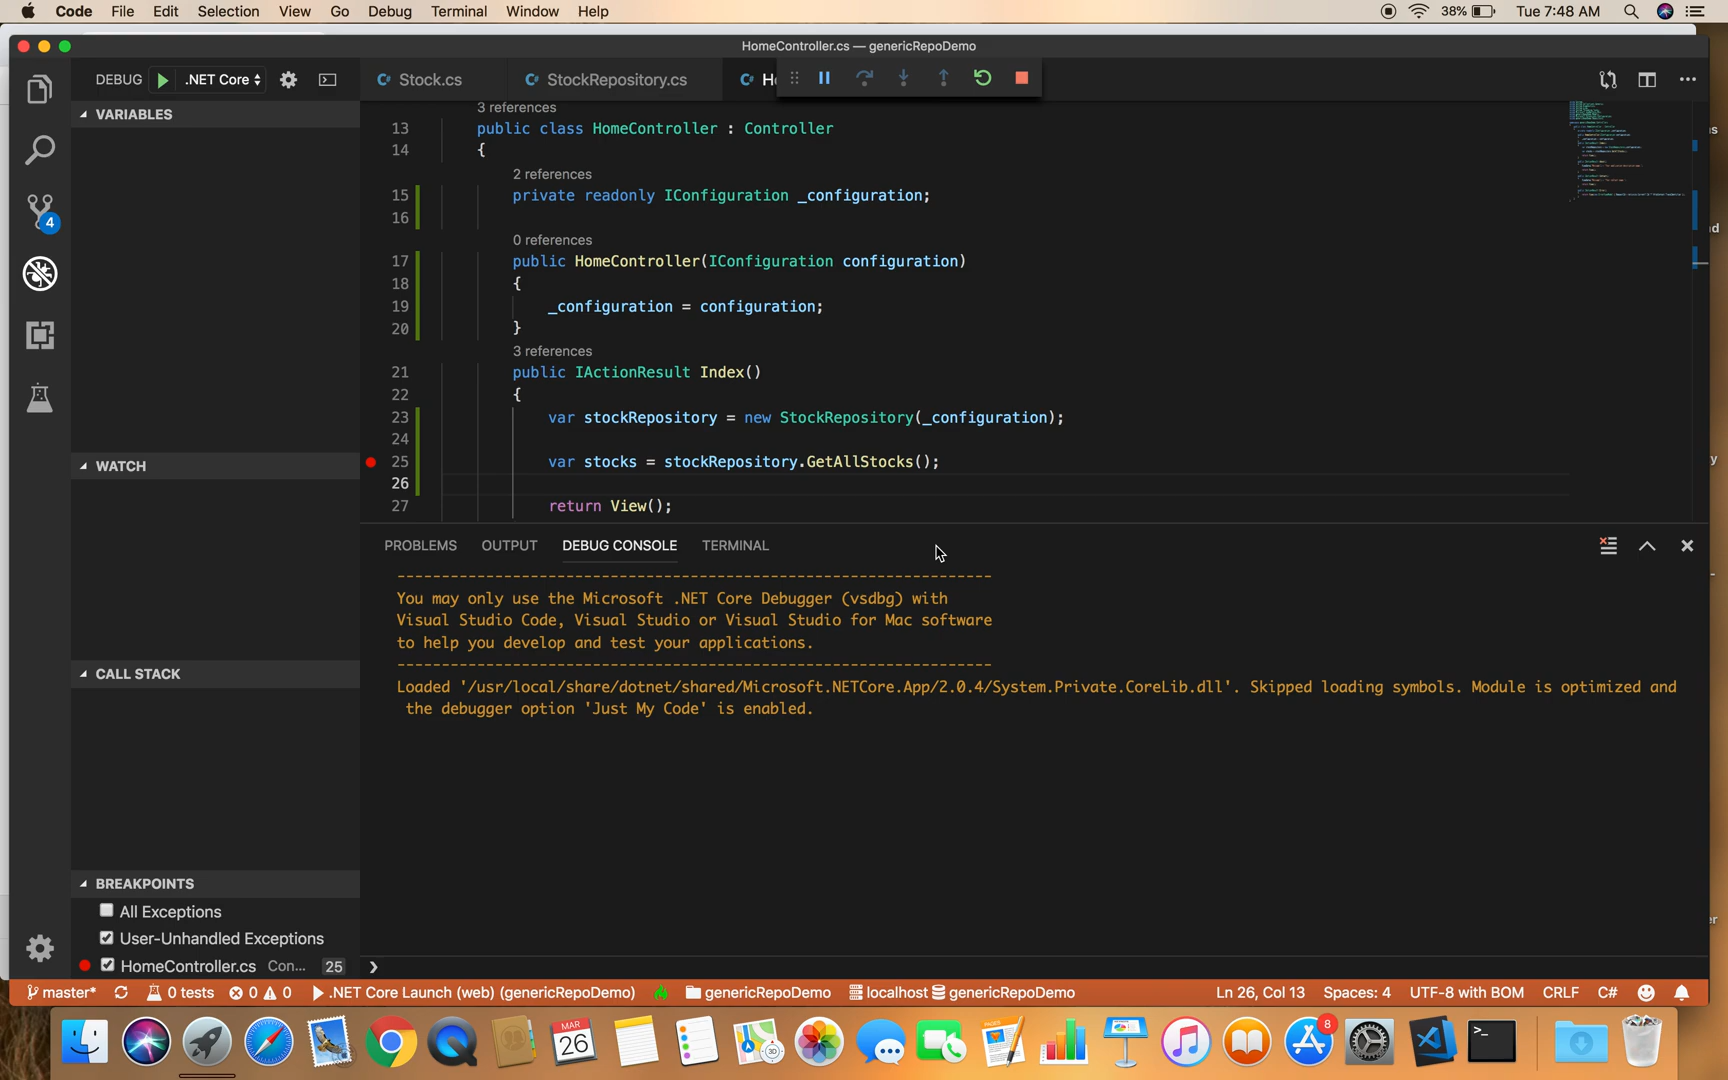 Code File Edit Selection View Go Debug Terminal Window Help 38% Tue 7:48 AM
HomeController.cs — genericRepoDemo
DEBUG .NET Core Stock.cs StockRepository.cs
VARIABLES
3 references
13 public class HomeController : Controller
14 {
2 references
15 private readonly IConfiguration _configuration;
16
0 references
17 public HomeController(IConfiguration configuration)
18 {
19 _configuration = configuration;
20 }
3 references
21 public IActionResult Index()
22 {
23 var stockRepository = new StockRepository(_configuration);
24
25 var stocks = stockRepository.GetAllStocks();
26
27 return View();
4
WATCH
CALL STACK
BREAKPOINTS
All Exceptions
User-Unhandled Exceptions
HomeController.cs Con... 25
PROBLEMS OUTPUT DEBUG CONSOLE TERMINAL
-------------------------------------------------------------------
You may only use the Microsoft .NET Core Debugger (vsdbg) with
Visual Studio Code, Visual Studio or Visual Studio for Mac software
to help you develop and test your applications.
-------------------------------------------------------------------
Loaded '/usr/local/share/dotnet/shared/Microsoft.NETCore.App/2.0.4/System.Private.CoreLib.dll'. Skipped loading symbols. Module is optimized and
the debugger option 'Just My Code' is enabled.
master* 0 tests 0 0 .NET Core Launch (web) (genericRepoDemo) genericRepoDemo localhost genericRepoDemo Ln 26, Col 13 Spaces: 4 UTF-8 with BOM CRLF C#
MAR
26
3D
8